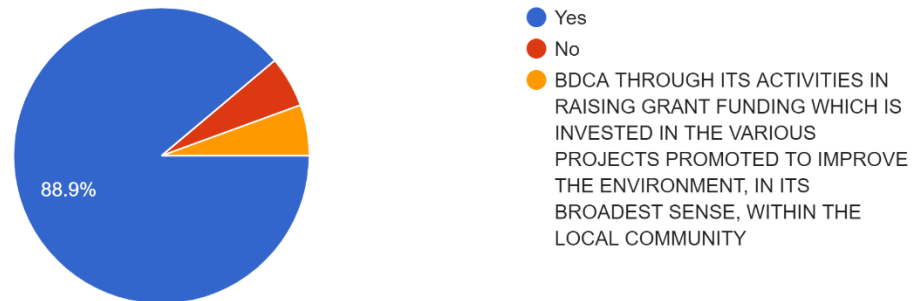 88.9%
Yes
No
BDCA THROUGH ITS ACTIVITIES IN
RAISING GRANT FUNDING WHICH IS
INVESTED IN THE VARIOUS
PROJECTS PROMOTED TO IMPROVE
THE ENVIRONMENT, IN ITS
BROADEST SENSE, WITHIN THE
LOCAL COMMUNITY